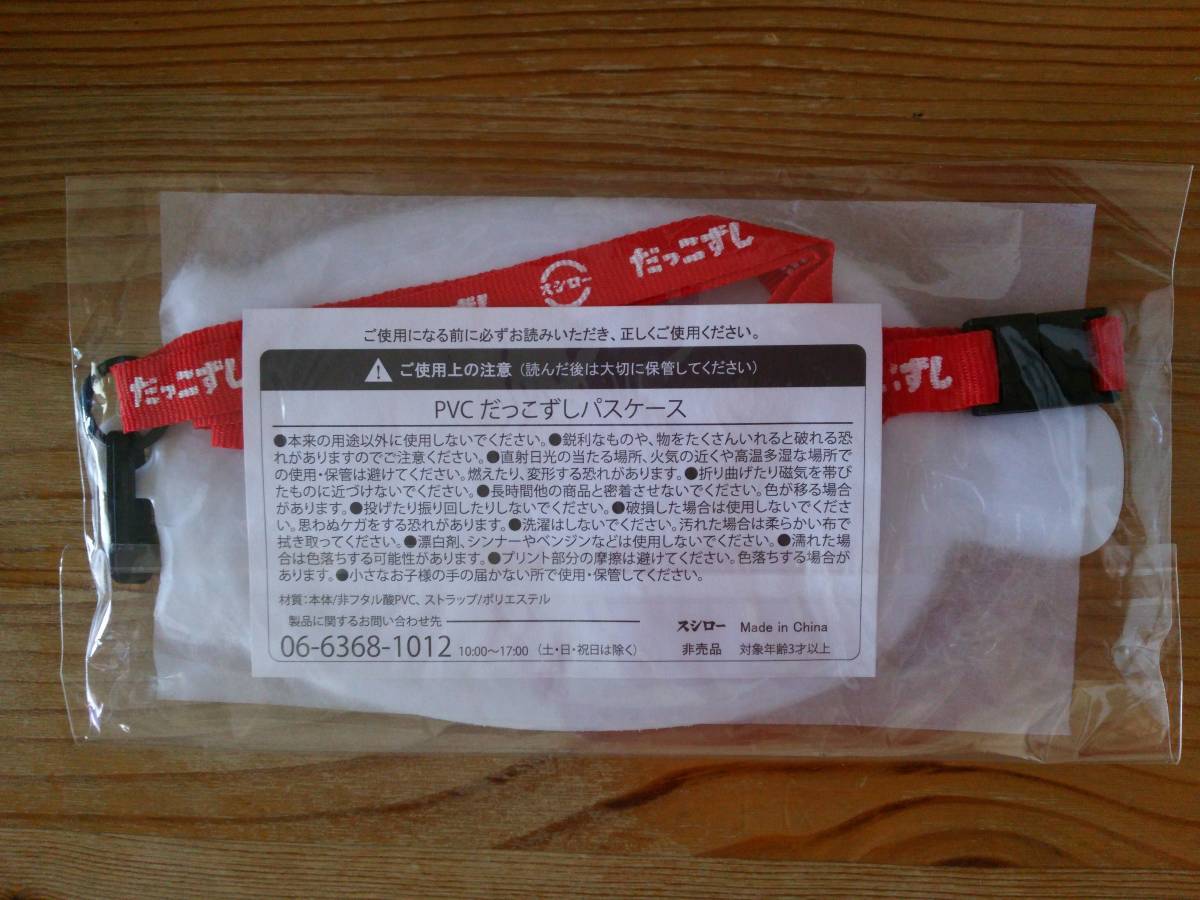 だっこずし
スシロー
だっこずし
こずし
ご使用になる前に必ずお読みいただき、正しくご使用ください。
ご使用上の注意（読んだ後は大切に保管してください）
PVC だっこずしパスケース
●本来の用途以外に使用しないでください。●鋭利なものや、物をたくさんいれると破れる恐
れがありますのでご注意ください。●直射日光の当たる場所、火気の近くや高温多湿な場所で
の使用・保管は避けてください。燃えたり、変形する恐れがあります。●折り曲げたり磁気を帯び
たものに近づけないでください。●長時間他の商品と密着させないでください。色が移る場合
があります。●投げたり振り回したりしないでください。●破損した場合は使用しないでくださ
い。思わぬケガをする恐れがあります。●洗濯はしないでください。汚れた場合は柔らかい布で
拭き取ってください。●漂白剤、シンナーやベンジンなどは使用しないでください。●濡れた場
合は色落ちする可能性があります。●プリント部分の摩擦は避けてください。色落ちする場合が
あります。●小さなお子様の手の届かない所で使用・保管してください。
材質：本体/非フタル酸PVC、ストラップ/ポリエステル
製品に関するお問い合わせ先
06-6368-1012 10:00～17:00 （土・日・祝日は除く）
スシロー Made in China
非売品 対象年齢3才以上